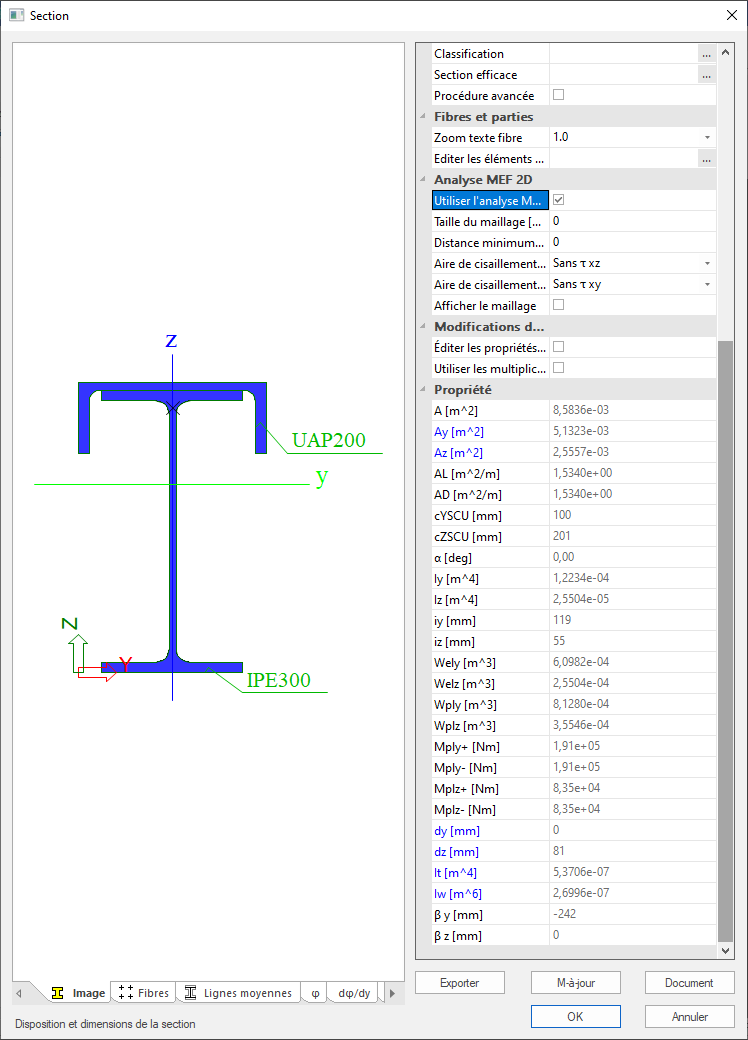 Section
z
UAP200
y
Z
Y
IPE300
Image
Fibres
Lignes moyennes
φ
dφ/dy
Disposition et dimensions de la section
Classification ...
Section efficace ...
Procédure avancée
Fibres et parties
Zoom texte fibre 1.0
Editer les éléments ... ...
Analyse MEF 2D
Utiliser l'analyse M...
Taille du maillage [... 0
Distance minimum... 0
Aire de cisaillement... Sans τ xz
Aire de cisaillement... Sans τ xy
Afficher le maillage
Modifications d...
Éditer les propriétés...
Utiliser les multiplic...
Propriété
A [m^2] 8,5836e-03
Ay [m^2] 5,1323e-03
Az [m^2] 2,5557e-03
AL [m^2/m] 1,5340e+00
AD [m^2/m] 1,5340e+00
cYSCU [mm] 100
cZSCU [mm] 201
α [deg] 0,00
Iy [m^4] 1,2234e-04
Iz [m^4] 2,5504e-05
iy [mm] 119
iz [mm] 55
Wely [m^3] 6,0982e-04
Welz [m^3] 2,5504e-04
Wply [m^3] 8,1280e-04
Wplz [m^3] 3,5546e-04
Mply+ [Nm] 1,91e+05
Mply- [Nm] 1,91e+05
Mplz+ [Nm] 8,35e+04
Mplz- [Nm] 8,35e+04
dy [mm] 0
dz [mm] 81
It [m^4] 5,3706e-07
Iw [m^6] 2,6996e-07
β y [mm] -242
β z [mm] 0
Exporter
M-à-jour
Document
OK
Annuler